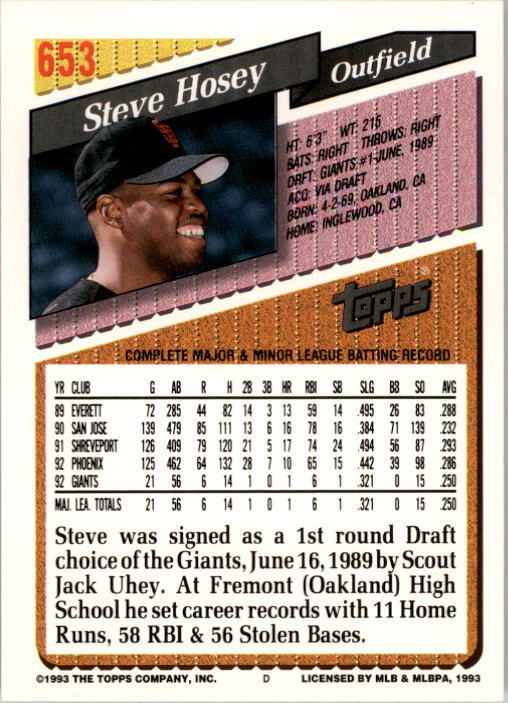 653
Steve Hosey
Outfield
HT: 6'3" WT: 215
BATS: RIGHT THROWS: RIGHT
DRFT: GIANTS #1-JUNE, 1989
ACQ: VIA DRAFT
BORN: 4-2-69, OAKLAND, CA
HOME: INGLEWOOD, CA
topps®
COMPLETE MAJOR & MINOR LEAGUE BATTING RECORD
YR CLUB G AB R H 2B 3B HR RBI SB SLG BB SO AVG
89 EVERETT 72 285 44 82 14 3 13 59 14 .495 26 83 .288
90 SAN JOSE 139 479 85 111 13 6 16 78 16 .384 71 139 .232
91 SHREVEPORT 126 409 79 120 21 5 17 74 24 .494 56 87 .293
92 PHOENIX 125 462 64 132 28 7 10 65 15 .442 39 98 .286
92 GIANTS 21 56 6 14 1 0 1 6 1 .321 0 15 .250
MAJ. LEA. TOTALS 21 56 6 14 1 0 1 6 1 .321 0 15 .250
Steve was signed as a 1st round Draft
choice of the Giants, June 16, 1989 by Scout
Jack Uhey. At Fremont (Oakland) High
School he set career records with 11 Home
Runs, 58 RBI & 56 Stolen Bases.
©1993 THE TOPPS COMPANY, INC. D LICENSED BY MLB & MLBPA, 1993